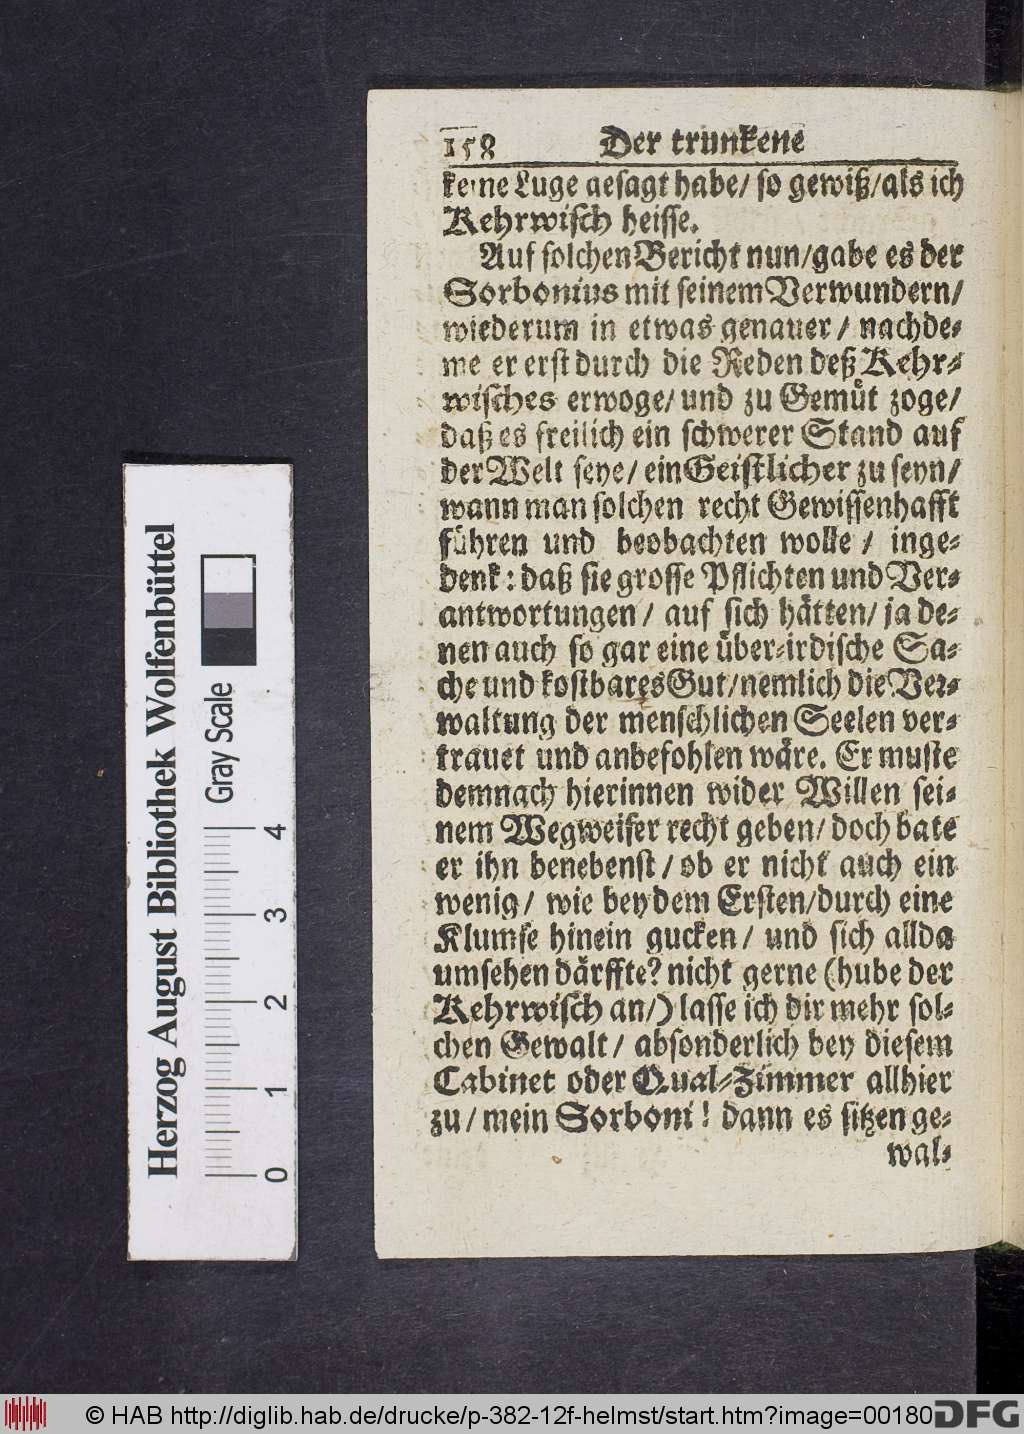 158 Der trunkene
keine Luge gesagt habe/ so gewiß/als ich
Kehrwisch heisse.
Auf solchen Bericht nun/gabe es der
Sorbonius mit seinem Verwundern/
wiederum in etwas genauer/ nachde-
me er erst durch die Reden deß Kehr-
wisches erwoge/ und zu Gemüt zoge/
daß es freilich ein schwerer Stand auf
der Welt seye/ ein Geistlicher zu seyn/
wann man solchen recht Gewissenhafft
führen und beobachten wolle/ inge-
denk: daß sie grosse Pflichten und Ver-
antwortungen/ auf sich hätten/ ja de-
nen auch so gar eine über-irdische Sa-
che und kostbares Gut/nemlich die Ver-
waltung der menschlichen Seelen ver-
trauet und anbefohlen wäre. Er muste
demnach hierinnen wider Willen sei-
nem Wegweiser recht geben/ doch bate
er ihn benebenst/ ob er nicht auch ein
wenig/ wie bey dem Ersten/durch eine
Klumse hinein gucken/ und sich allda
umsehen därffte? nicht gerne (hube der
Kehrwisch an/) lasse ich dir mehr sol-
chen Gewalt/ absonderlich bey diesem
Cabinet oder Qual-Zimmer allhier
zu/ mein Sorboni! dann es sitzen ge-
wal-
Herzog August Bibliothek Wolfenbüttel
Gray Scale
0 1 2 3 4
© HAB http://diglib.hab.de/drucke/p-382-12f-helmst/start.htm?image=00180
DFG